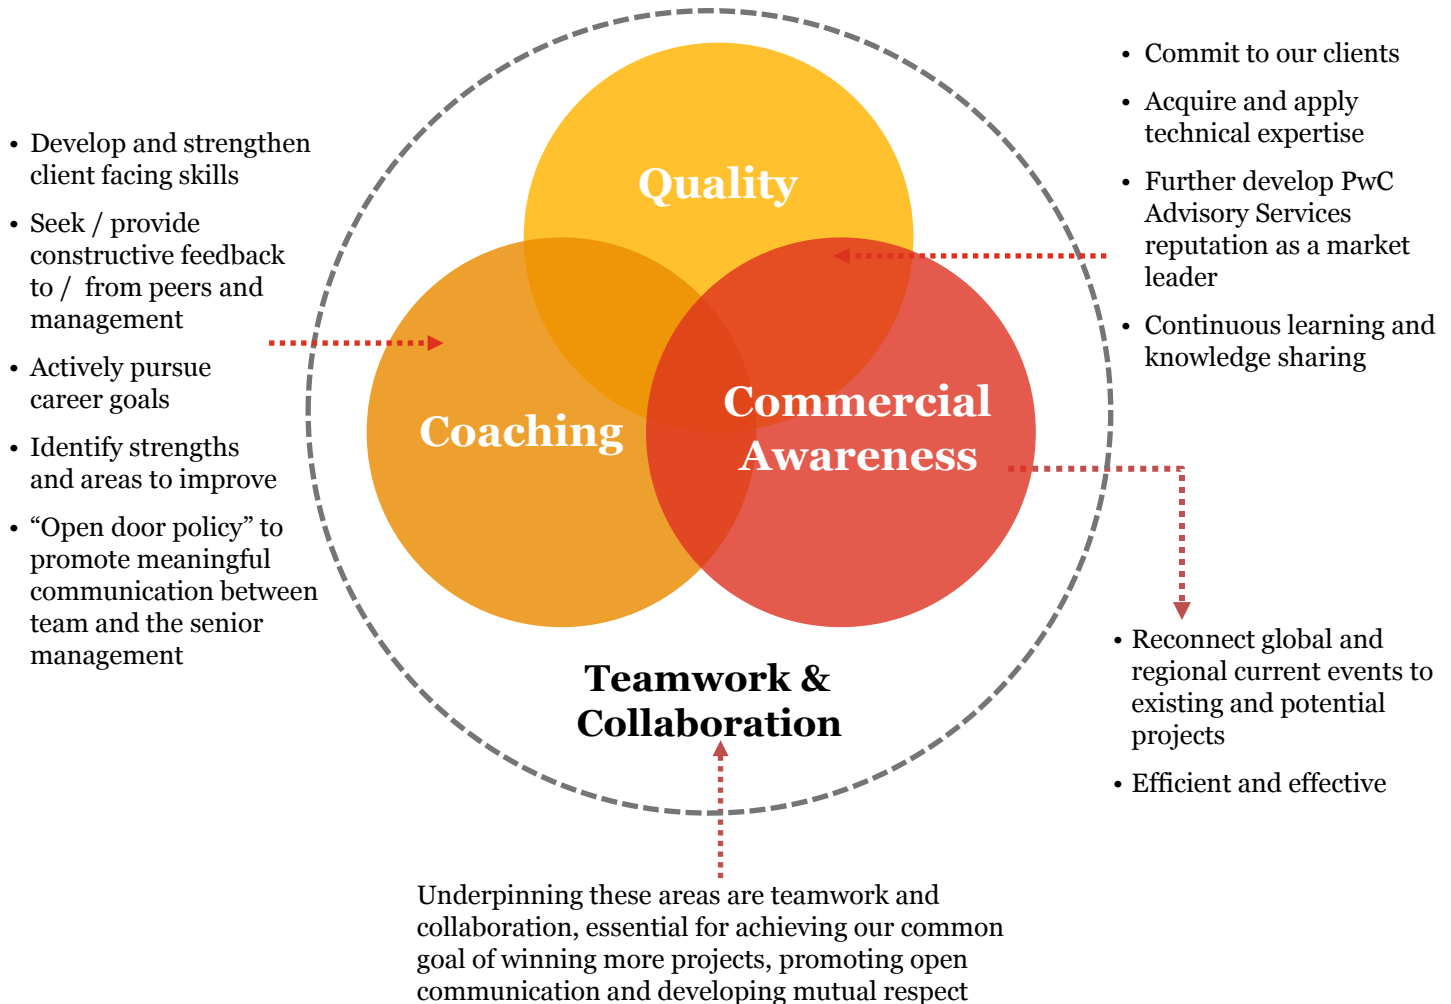 • Develop and strengthen
client facing skills
• Seek / provide
constructive feedback
to /  from peers and
management
• Actively pursue
career goals
• Identify strengths
and areas to improve
• “Open door policy” to
promote meaningful
communication between
team and the senior
management
Quality
Coaching
Commercial
Awareness
Teamwork &
Collaboration
• Commit to our clients
• Acquire and apply
technical expertise
• Further develop PwC
Advisory Services
reputation as a market
leader
• Continuous learning and
knowledge sharing
• Reconnect global and
regional current events to
existing and potential
projects
• Efficient and effective
Underpinning these areas are teamwork and
collaboration, essential for achieving our common
goal of winning more projects, promoting open
communication and developing mutual respect